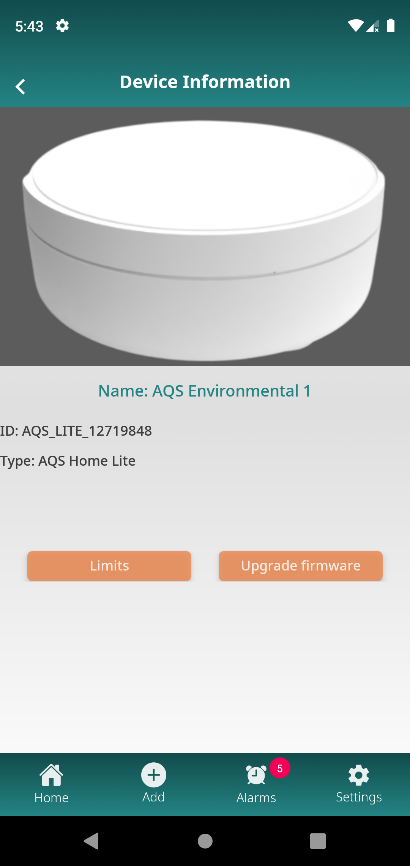 5:43
Device Information
Name: AQS Environmental 1
ID: AQS_LITE_12719848
Type: AQS Home Lite
Limits
Upgrade firmware
5
Home
Add
Alarms
Settings